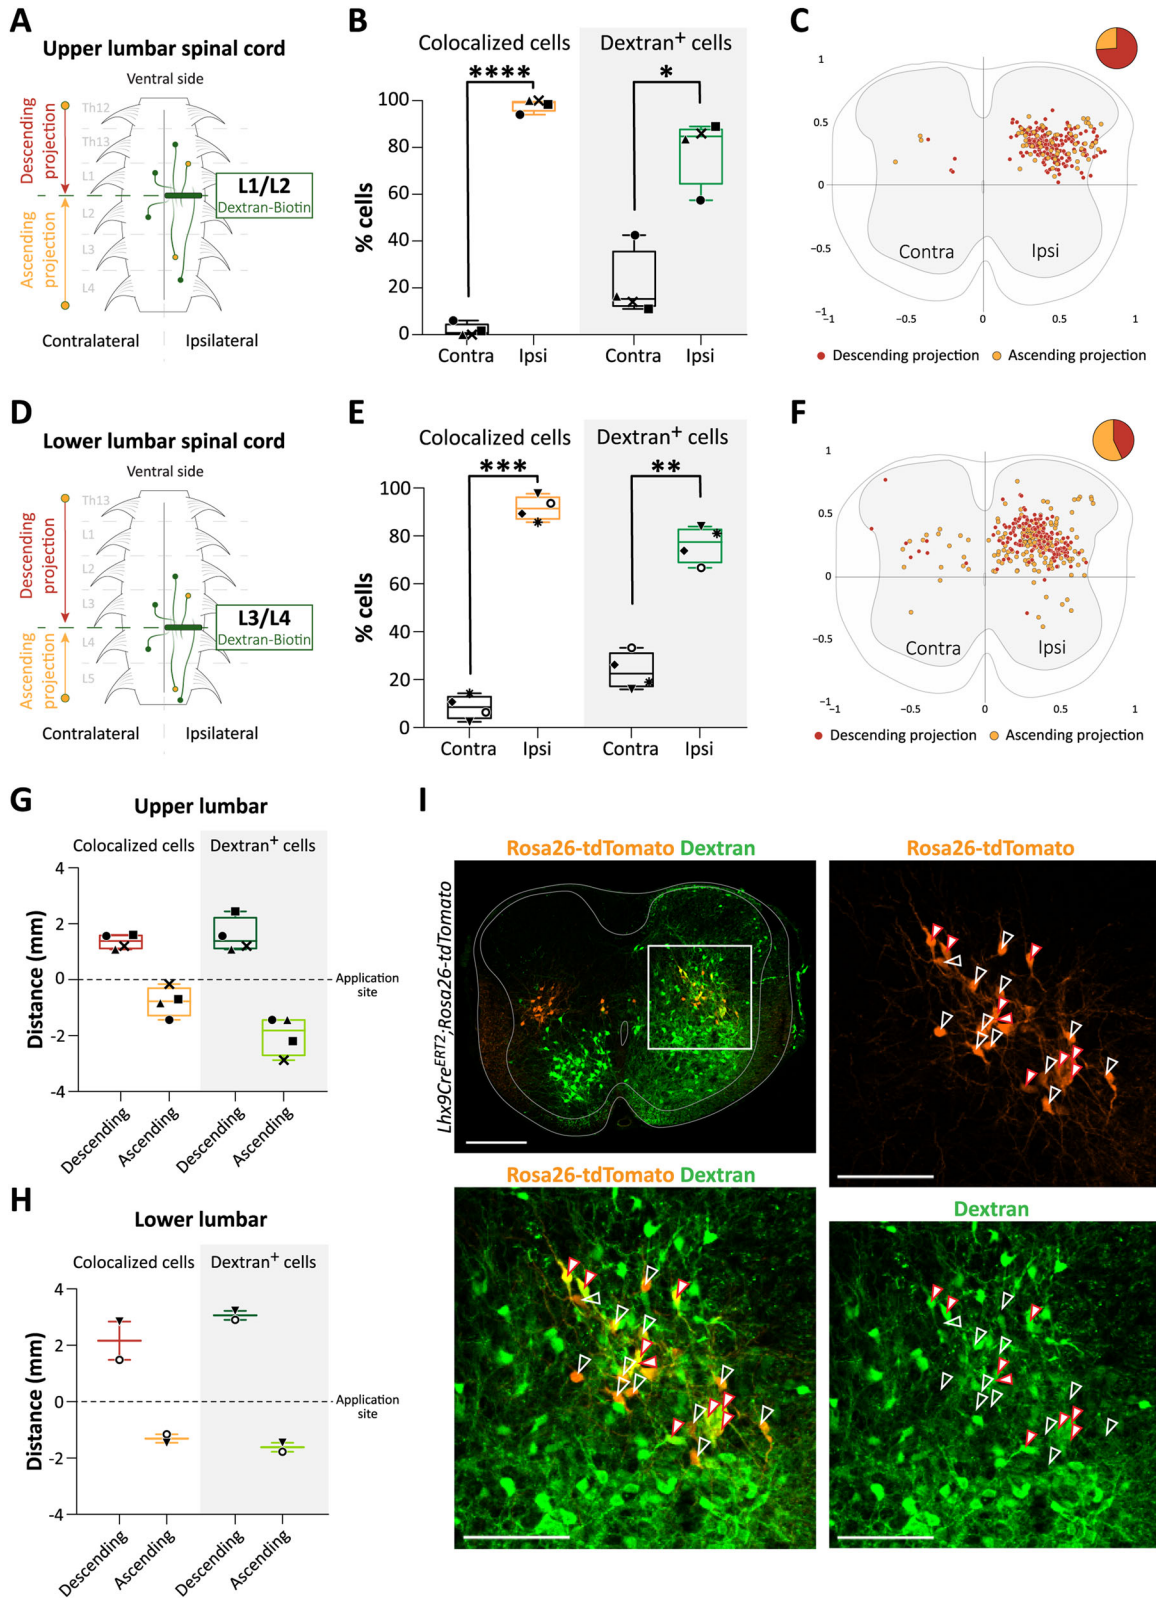 A
Upper lumbar spinal cord
Ventral side
Th12
Th13
L1
L2
L3
L4
Descending
projection
Ascending
projection
L1/L2
Dextran-Biotin
Contralateral
Ipsilateral
B
Colocalized cells
Dextran+ cells
****
*
% cells
100
80
60
40
20
0
Contra
Ipsi
Contra
Ipsi
C
1
0.5
0
−0.5
−1
Contra
Ipsi
−1
−0.5
0
0.5
1
Descending projection
Ascending projection
D
Lower lumbar spinal cord
Ventral side
Th13
L1
L2
L3
L4
L5
Descending
projection
Ascending
projection
L3/L4
Dextran-Biotin
Contralateral
Ipsilateral
E
Colocalized cells
Dextran+ cells
***
**
% cells
100
80
60
40
20
0
Contra
Ipsi
Contra
Ipsi
F
1
0.5
0
−0.5
−1
Contra
Ipsi
−1
−0.5
0
0.5
1
Descending projection
Ascending projection
G
Upper lumbar
Colocalized cells
Dextran+ cells
Distance (mm)
4
2
0
-2
-4
Application
site
Descending
Ascending
Descending
Ascending
H
Lower lumbar
Colocalized cells
Dextran+ cells
Distance (mm)
4
2
0
-2
-4
Application
site
Descending
Ascending
Descending
Ascending
I
Lhx9CreERT2;Rosa26-tdTomato
Rosa26-tdTomato Dextran
Rosa26-tdTomato
Rosa26-tdTomato Dextran
Dextran